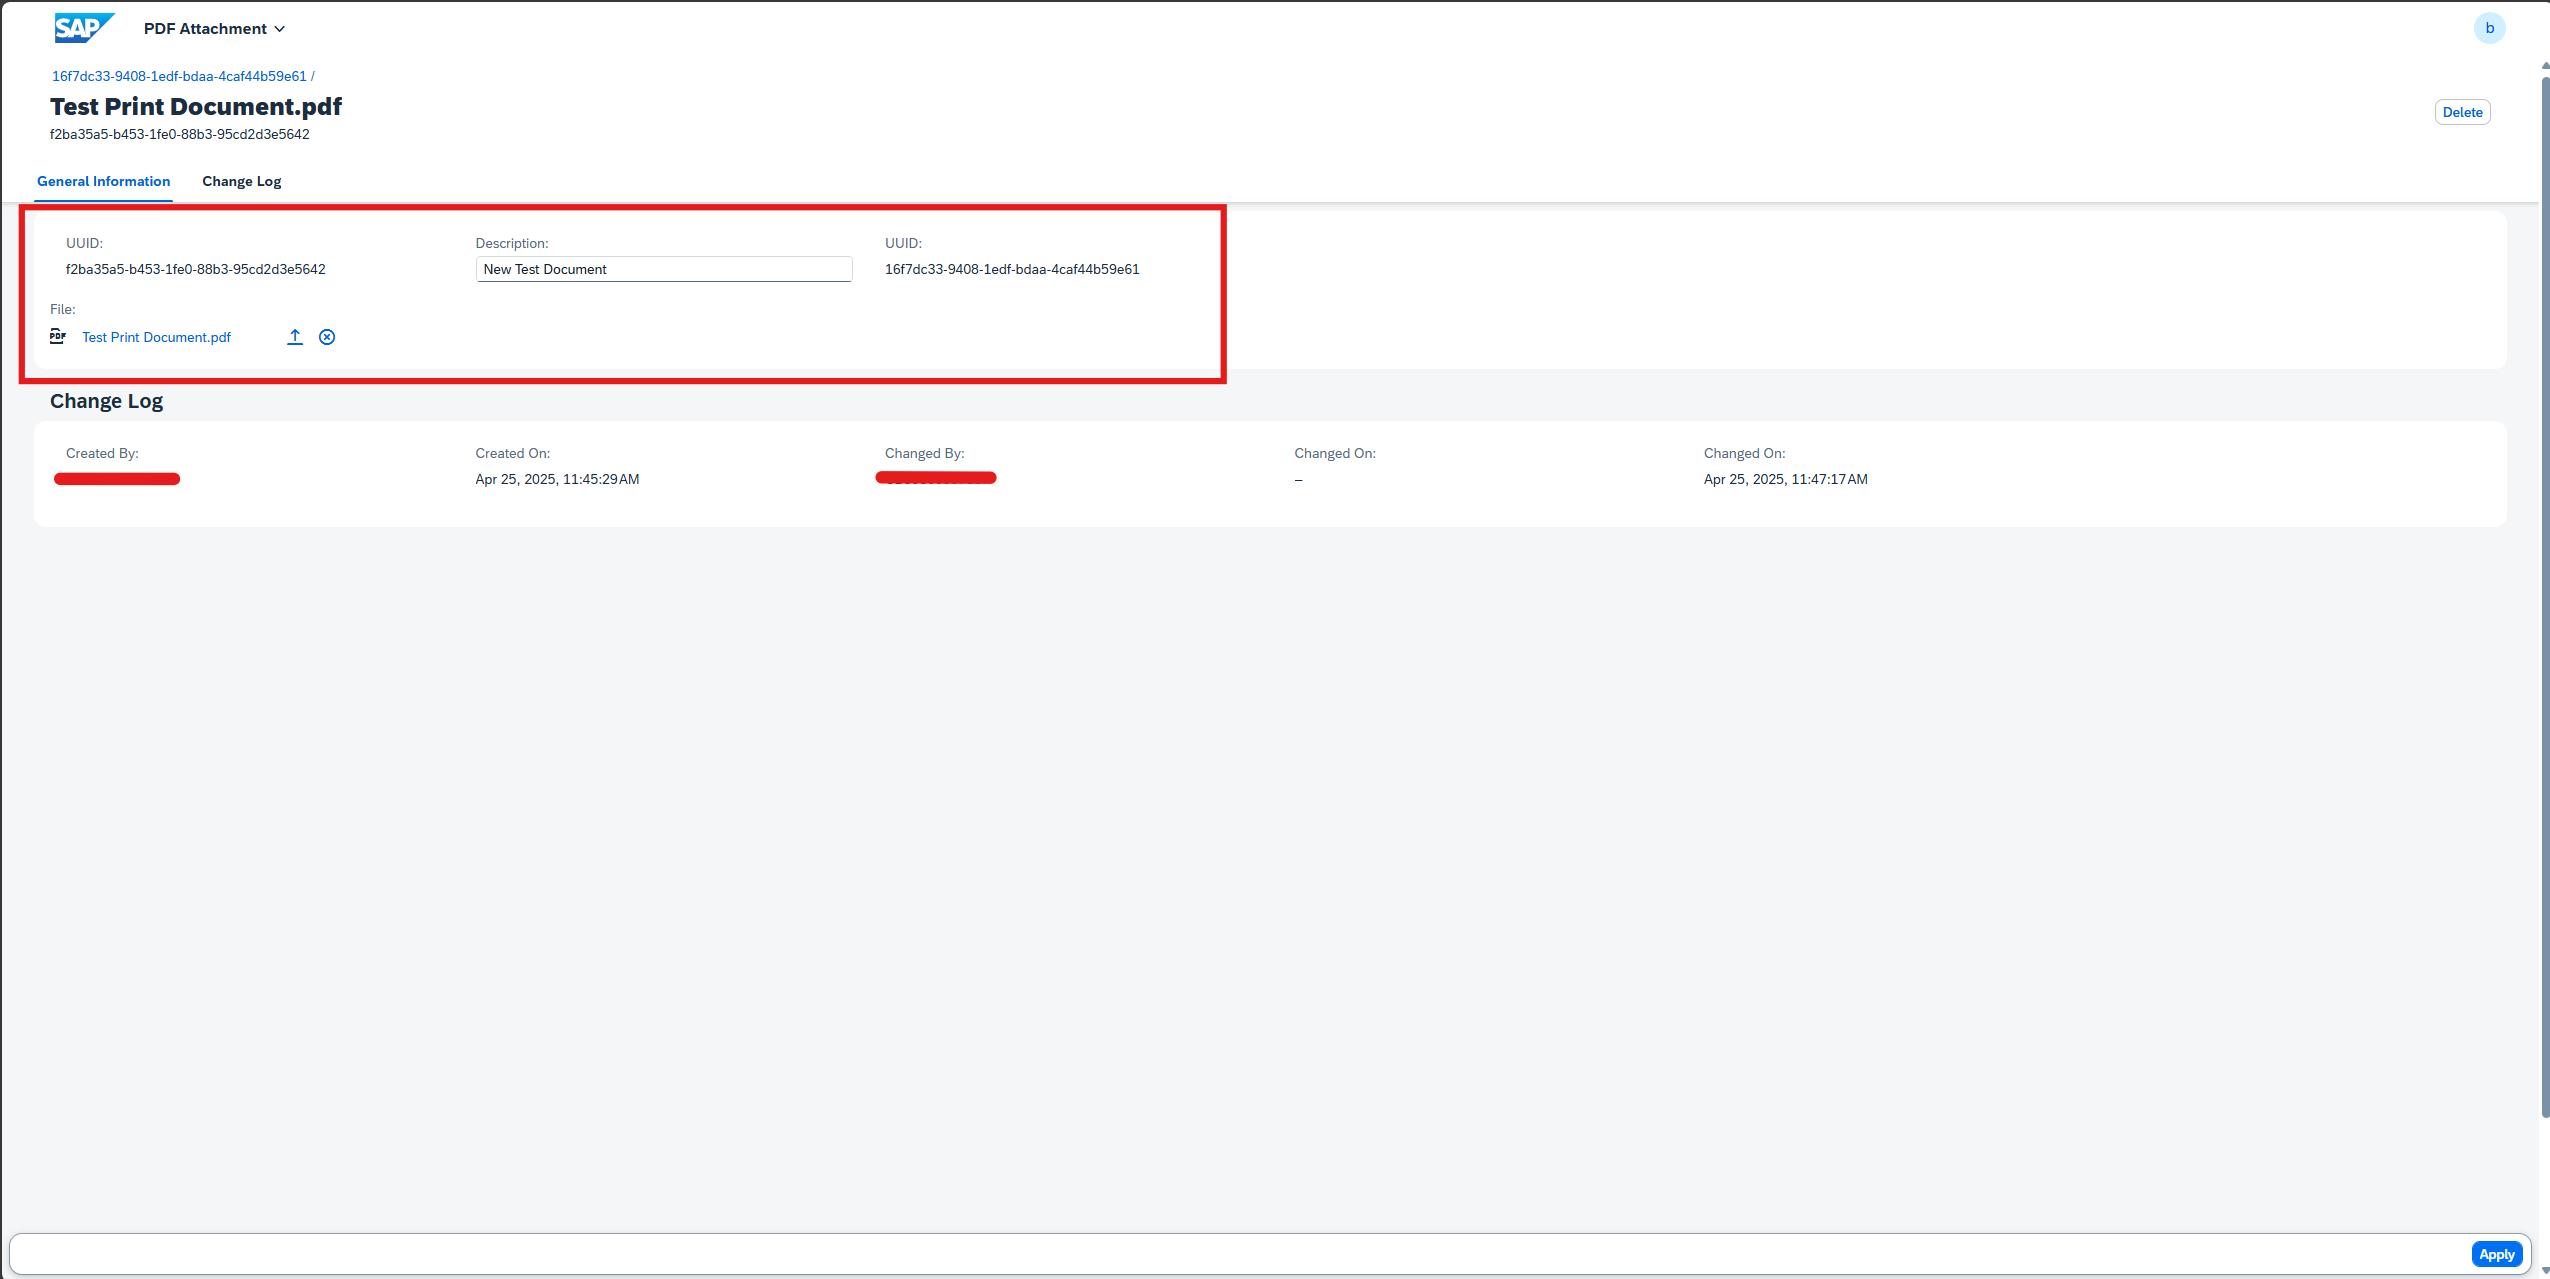 SAP PDF Attachment b
16f7dc33-9408-1edf-bdaa-4caf44b59e61 /
Test Print Document.pdf
Delete
f2ba35a5-b453-1fe0-88b3-95cd2d3e5642
General Information Change Log
UUID: Description: UUID:
f2ba35a5-b453-1fe0-88b3-95cd2d3e5642 New Test Document 16f7dc33-9408-1edf-bdaa-4caf44b59e61
File:
PDF Test Print Document.pdf
Change Log
Created By: Created On: Changed By: Changed On: Changed On:
Apr 25, 2025, 11:45:29 AM – Apr 25, 2025, 11:47:17 AM
Apply